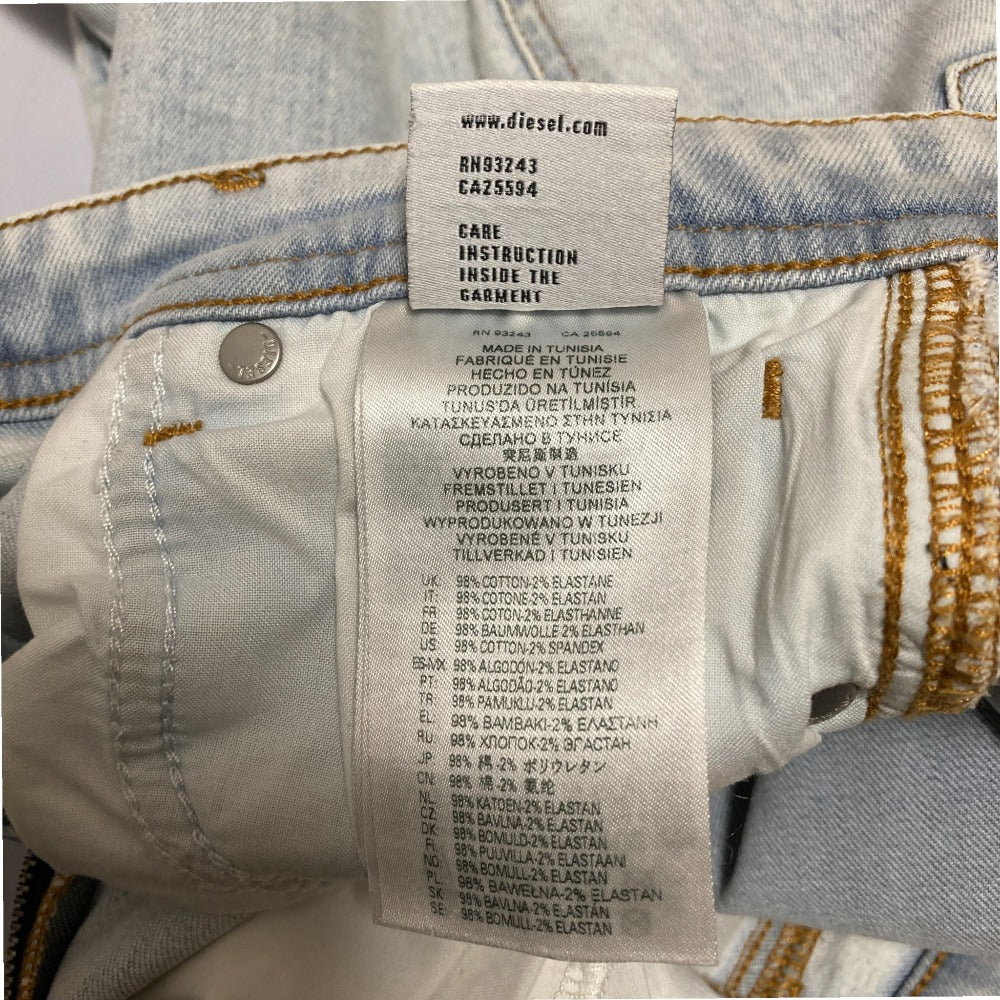 www.diesel.com
RN93243
CA25594
CARE
INSTRUCTION
INSIDE THE
GARMENT
RN 93243 CA 25594
DIESEL
MADE IN TUNISIA
FABRIQUÉ EN TUNISIE
HECHO EN TÚNEZ
PRODUZIDO NA TUNÍSIA
TUNUS'DA ÜRETİLMİŞTİR
ΚΑΤΑΣΚΕΥΑΣΜΕΝΟ ΣΤΗΝ ΤΥΝΙΣΙΑ
СДЕЛАНО В ТУНИСЕ
突尼斯制造
VYROBENO V TUNISKU
FREMSTILLET I TUNESIEN
PRODUSERT I TUNISIA
WYPRODUKOWANO W TUNEZJI
VYROBENÉ V TUNISKU
TILLVERKAD I TUNISIEN
UK: 98% COTTON-2% ELASTANE
IT: 98% COTONE-2% ELASTAN
FR: 98% COTON-2% ELASTHANNE
DE: 98% BAUMWOLLE-2% ELASTHAN
US: 98% COTTON-2% SPANDEX
ES-MX: 98% ALGODÓN-2% ELASTANO
PT: 98% ALGODÃO-2% ELASTANO
TR: 98% PAMUKLU-2% ELASTAN
EL: 98% ΒΑΜΒΑΚΙ-2% ΕΛΑΣΤΑΝΗ
RU: 98% ХЛОПОК-2% ЭЛАСТАН
JP: 98% 綿-2% ポリウレタン
CN: 98% 棉-2% 氨纶
NL: 98% KATOEN-2% ELASTAN
CZ: 98% BAVLNA-2% ELASTAN
DK: 98% BOMULD-2% ELASTAN
FI: 98% PUUVILLA-2% ELASTAANI
NO: 98% BOMULL-2% ELASTAN
PL: 98% BAWEŁNA-2% ELASTAN
SK: 98% BAVLNA-2% ELASTAN
SE: 98% BOMULL-2% ELASTAN